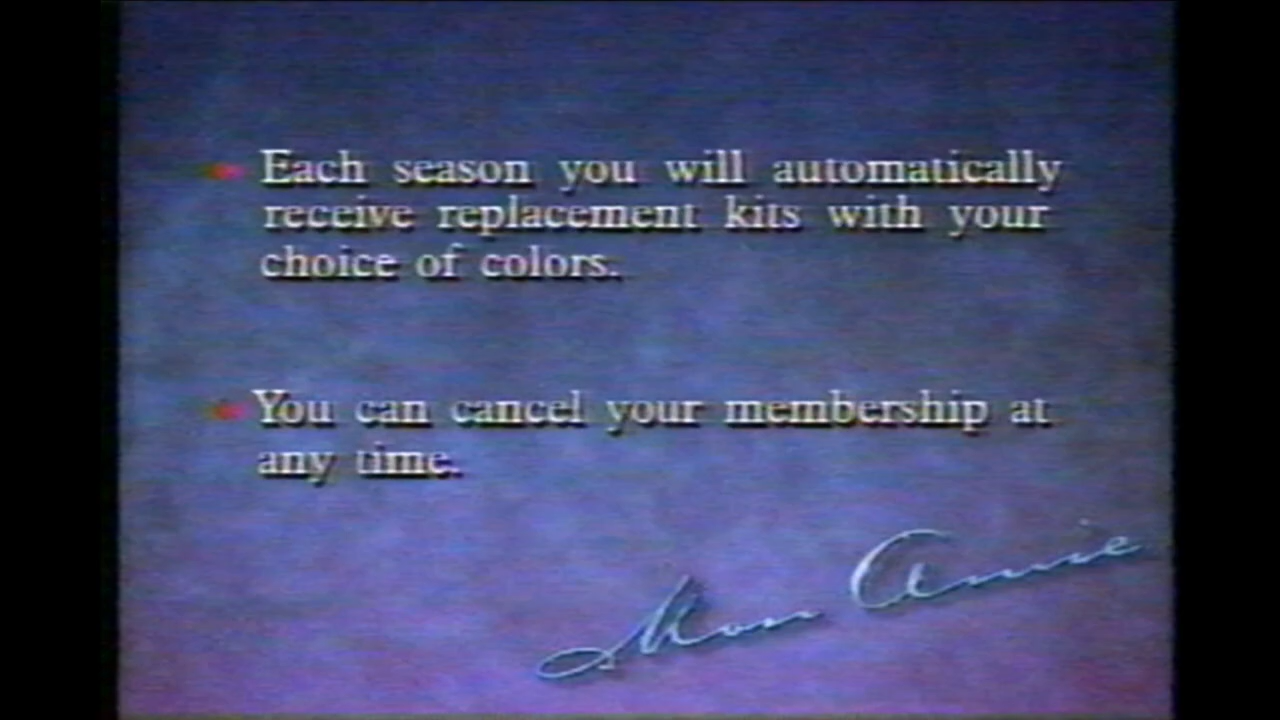 Each season you will automatically
receive replacement kits with your
choice of colors.
You can cancel your membership at
any time.
Mon Amie